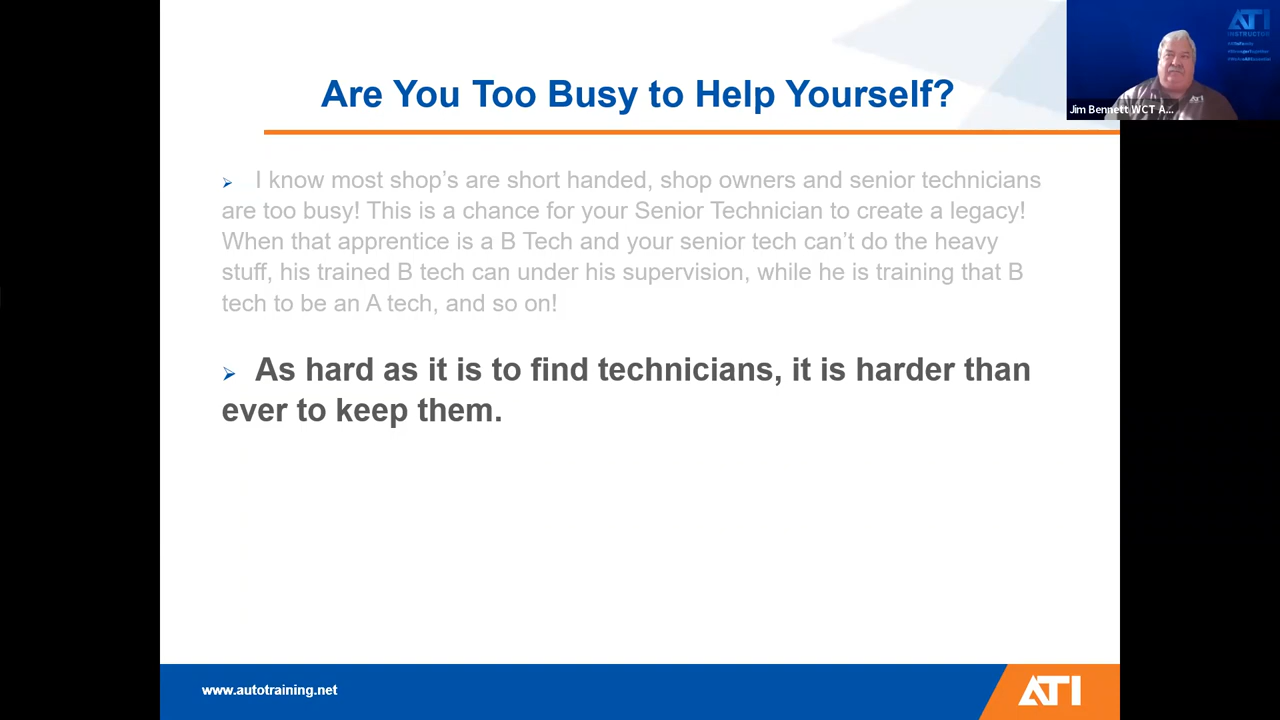 Are You Too Busy to Help Yourself?
ATI
INSTRUCTOR
Jim Bennett WCT A...
➢ I know most shop's are short handed, shop owners and senior technicians
are too busy! This is a chance for your Senior Technician to create a legacy!
When that apprentice is a B Tech and your senior tech can't do the heavy
stuff, his trained B tech can under his supervision, while he is training that B
tech to be an A tech, and so on!
➢ As hard as it is to find technicians, it is harder than
ever to keep them.
www.autotraining.net
ATI